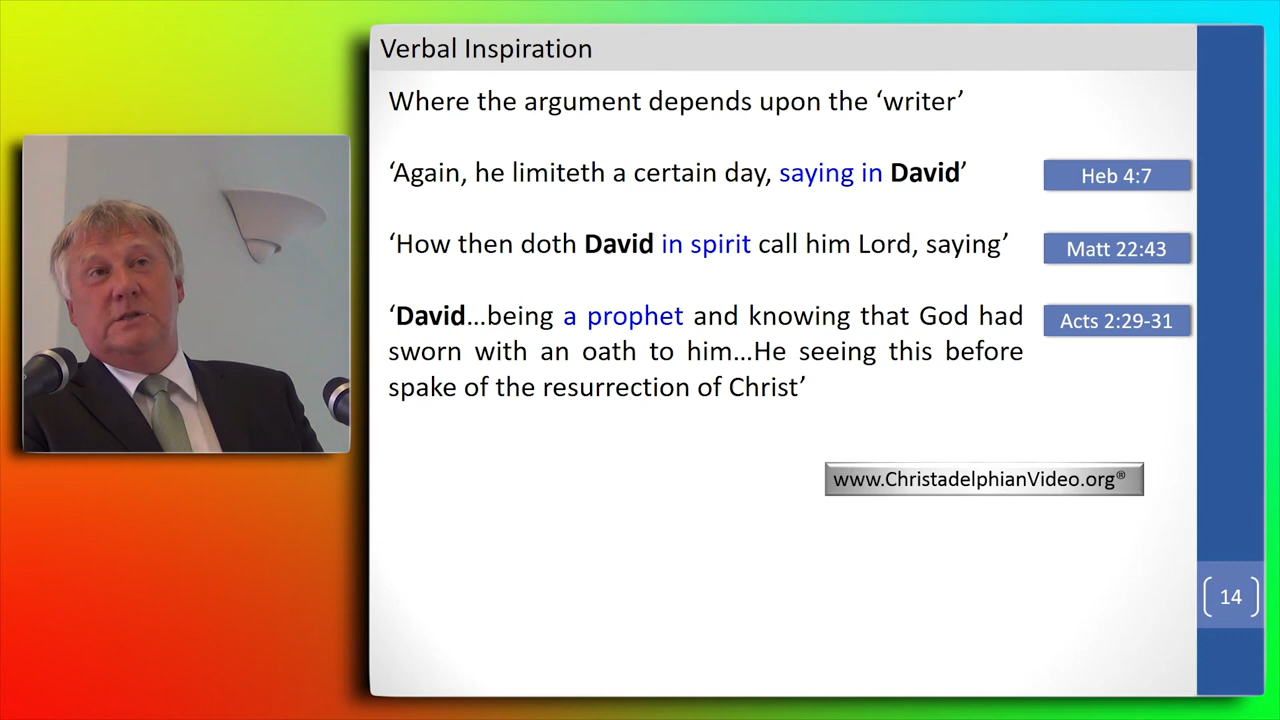 Verbal Inspiration
Where the argument depends upon the ‘writer’
‘Again, he limiteth a certain day, saying in David’
Heb 4:7
‘How then doth David in spirit call him Lord, saying’
Matt 22:43
‘David…being a prophet and knowing that God had
Acts 2:29-31
sworn with an oath to him…He seeing this before
spake of the resurrection of Christ’
www.ChristadelphianVideo.org®
14